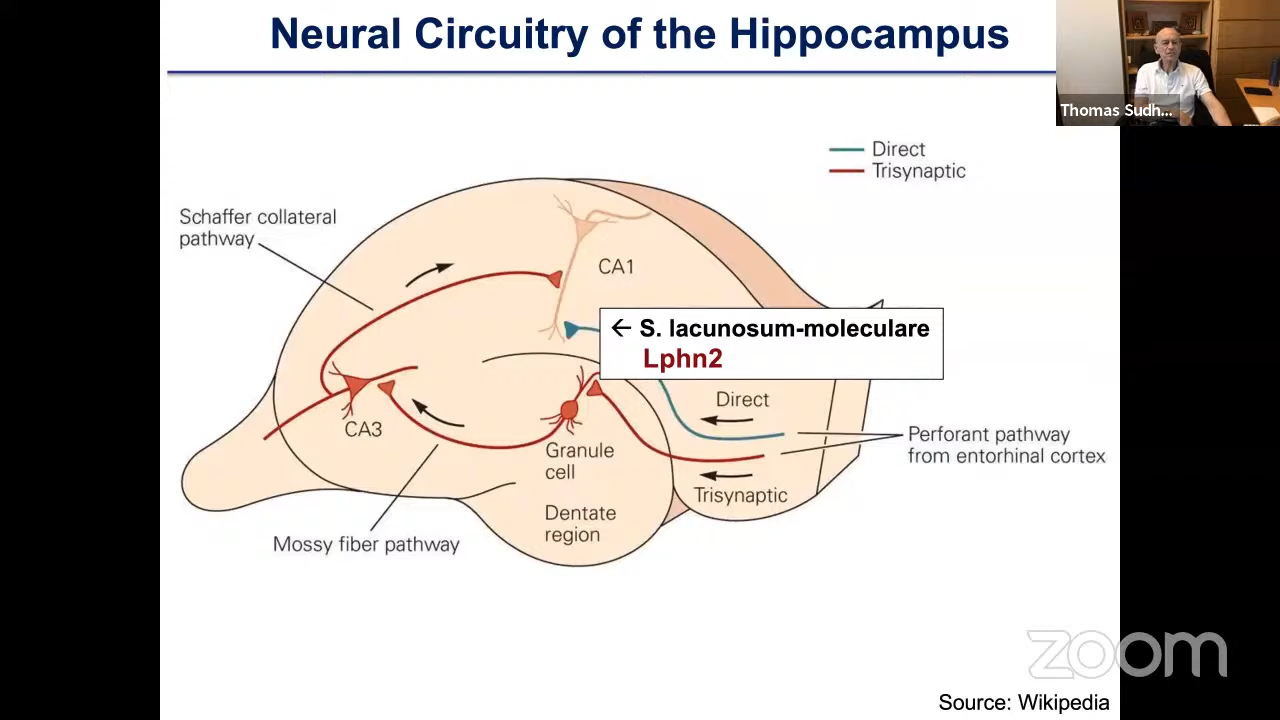 Neural Circuitry of the Hippocampus
Thomas Sudh...
Direct
Trisynaptic
Schaffer collateral
pathway
CA1
← S. lacunosum-moleculare
Lphn2
Direct
CA3
Perforant pathway
from entorhinal cortex
Granule
cell
Trisynaptic
Dentate
region
Mossy fiber pathway
zoom
Source: Wikipedia